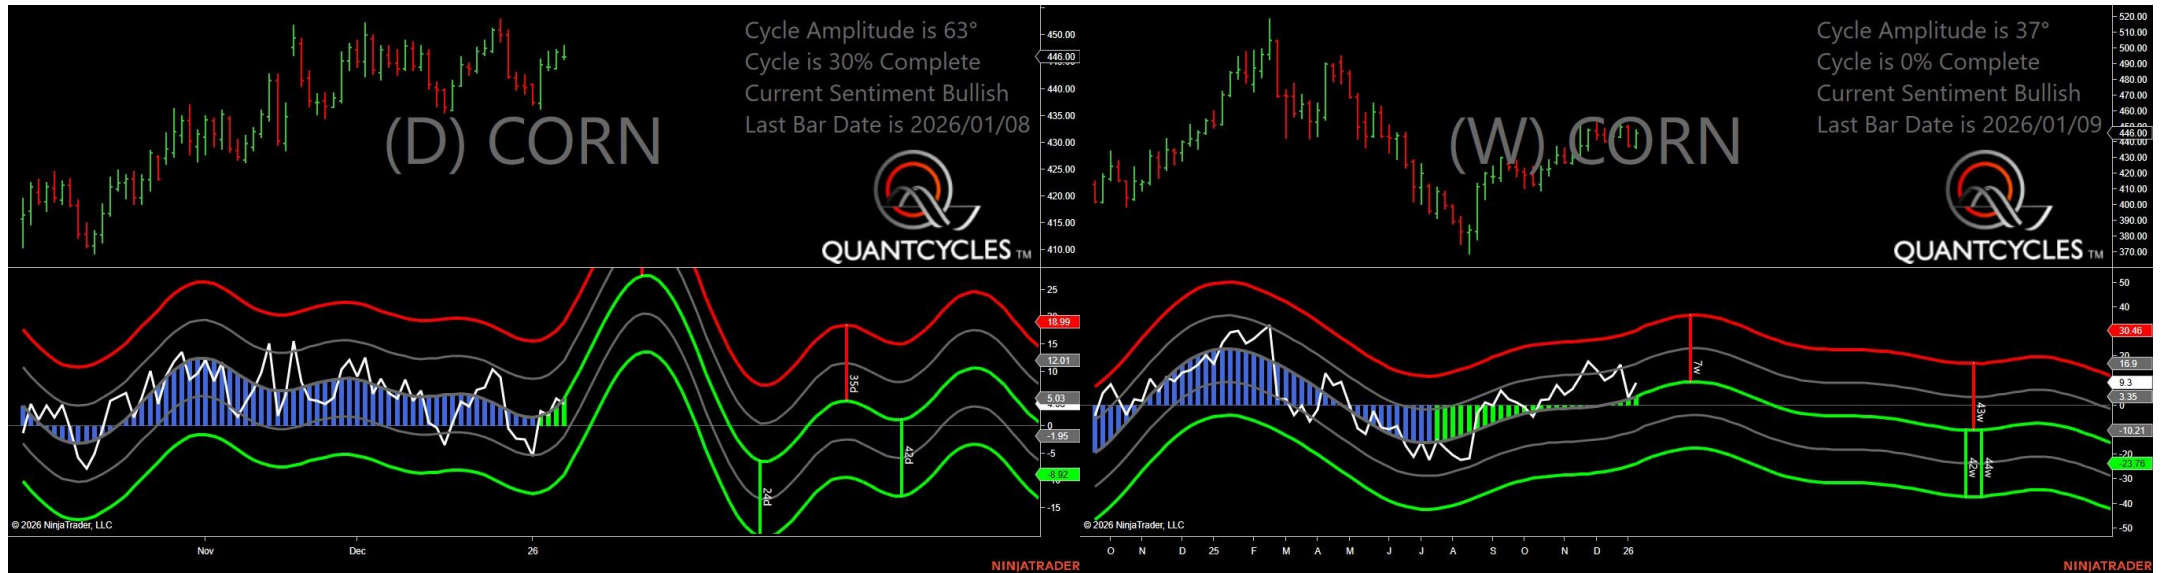 Cycle Amplitude is 63°
Cycle is 30% Complete
Current Sentiment Bullish
Last Bar Date is 2026/01/08
(D) CORN
QUANTCYCLES TM
450.00
446.00
440.00
435.00
430.00
425.00
420.00
415.00
410.00
25
18.99
15
12.01
10
5.03
0
-1.95
-5
-8.92
-15
35d
42d
24d
© 2026 NinjaTrader, LLC
Nov
Dec
26
NINJATRADER
Cycle Amplitude is 37°
Cycle is 0% Complete
Current Sentiment Bullish
Last Bar Date is 2026/01/09
(W) CORN
QUANTCYCLES TM
520.00
510.00
500.00
490.00
480.00
470.00
460.00
446.00
440.00
430.00
420.00
410.00
400.00
390.00
380.00
370.00
50
40
30.46
20
16.9
9.3
3.35
0
-10.21
-20
-23.76
-30
-40
-50
7w
43w
42w
44w
© 2026 NinjaTrader, LLC
O N D 25 F M A M J J A S O N D 26
NINJATRADER